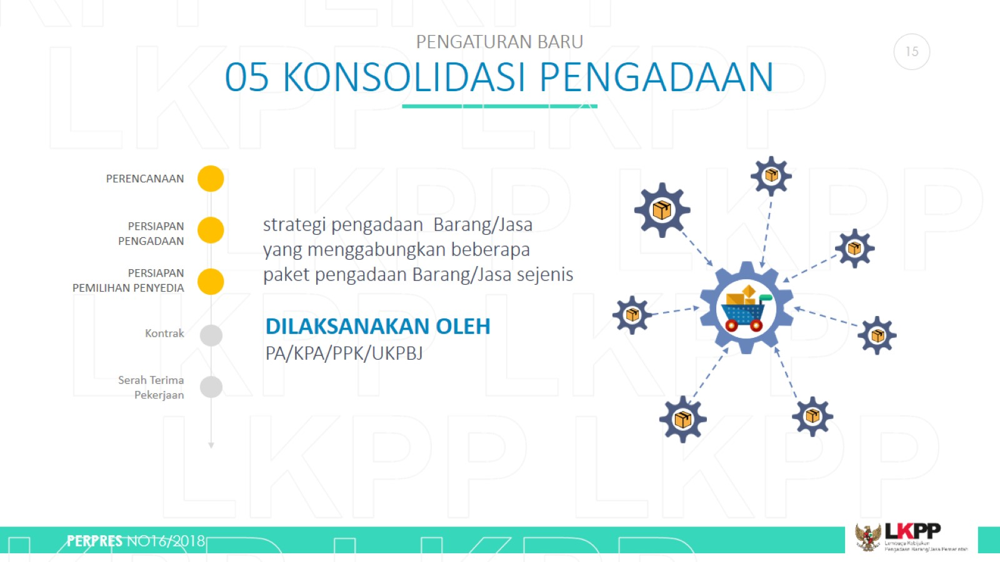 PENGATURAN BARU
05 KONSOLIDASI PENGADAAN
15
PERENCANAAN
PERSIAPAN
PENGADAAN
PERSIAPAN
PEMILIHAN PENYEDIA
Kontrak
Serah Terima
Pekerjaan
strategi pengadaan Barang/Jasa
yang menggabungkan beberapa
paket pengadaan Barang/Jasa sejenis
DILAKSANAKAN OLEH
PA/KPA/PPK/UKPBJ
PERPRES NO16/2018
LKPP
Lembaga Kebijakan
Pengadaan Barang/Jasa Pemerintah